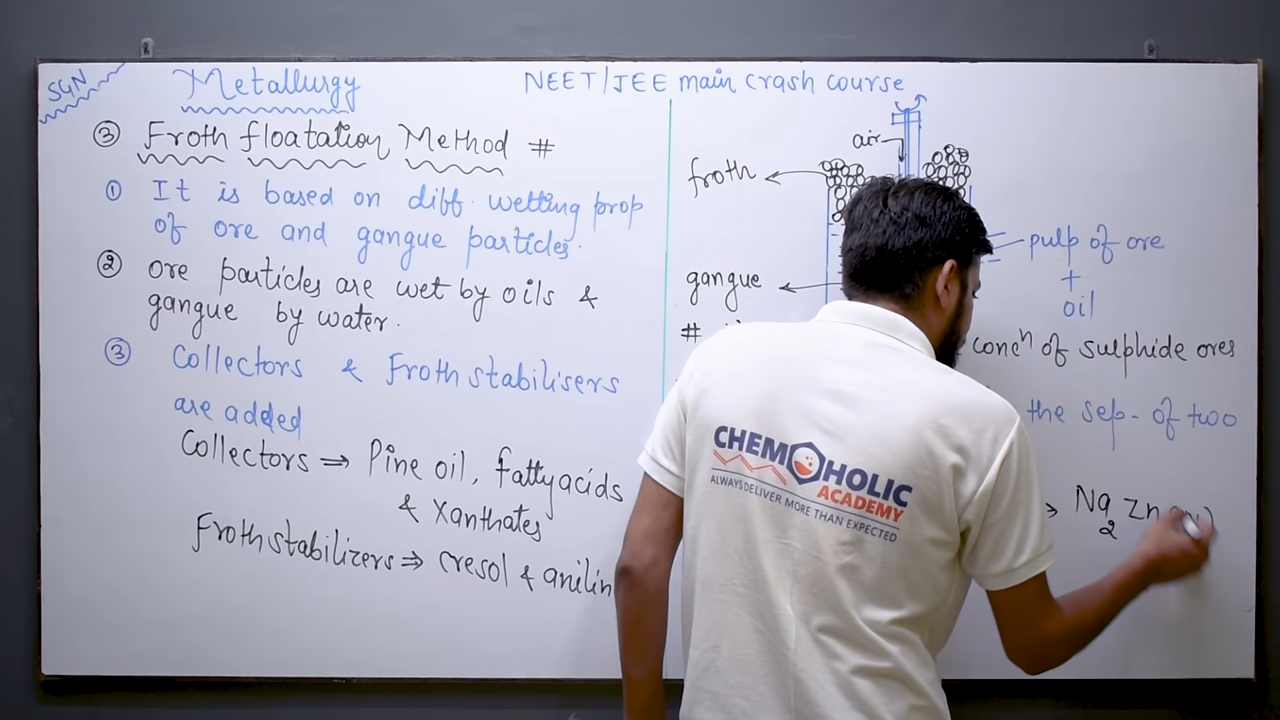 SGN
Metallurgy
NEET/JEE main crash course
③ Froth floatation Method #
① It is based on diff. wetting prop
of ore and gangue particles.
② ore particles are wet by oils &
gangue by water.
③ Collectors & Froth stabilisers
are added
Collectors ⇒ Pine oil, fatty acids
& Xanthates
Froth stabilizers ⇒ cresol & anilin
air
froth
pulp of ore
+
oil
gangue
#
concⁿ of sulphide ores
the sep- of two
Na₂ Zn
CHEMOHOLIC
ACADEMY
ALWAYS DELIVER MORE THAN EXPECTED